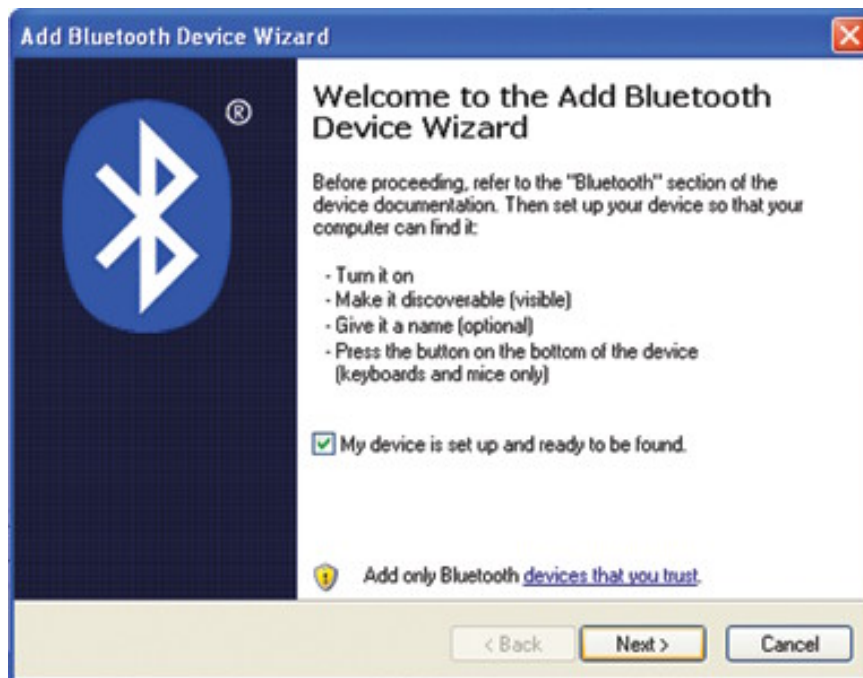 Add Bluetooth Device Wizard
®
Welcome to the Add Bluetooth
Device Wizard
Before proceeding, refer to the "Bluetooth" section of the
device documentation. Then set up your device so that your
computer can find it:
- Turn it on
- Make it discoverable (visible)
- Give it a name (optional)
- Press the button on the bottom of the device
(keyboards and mice only)
My device is set up and ready to be found.
Add only Bluetooth devices that you trust.
< Back Next > Cancel